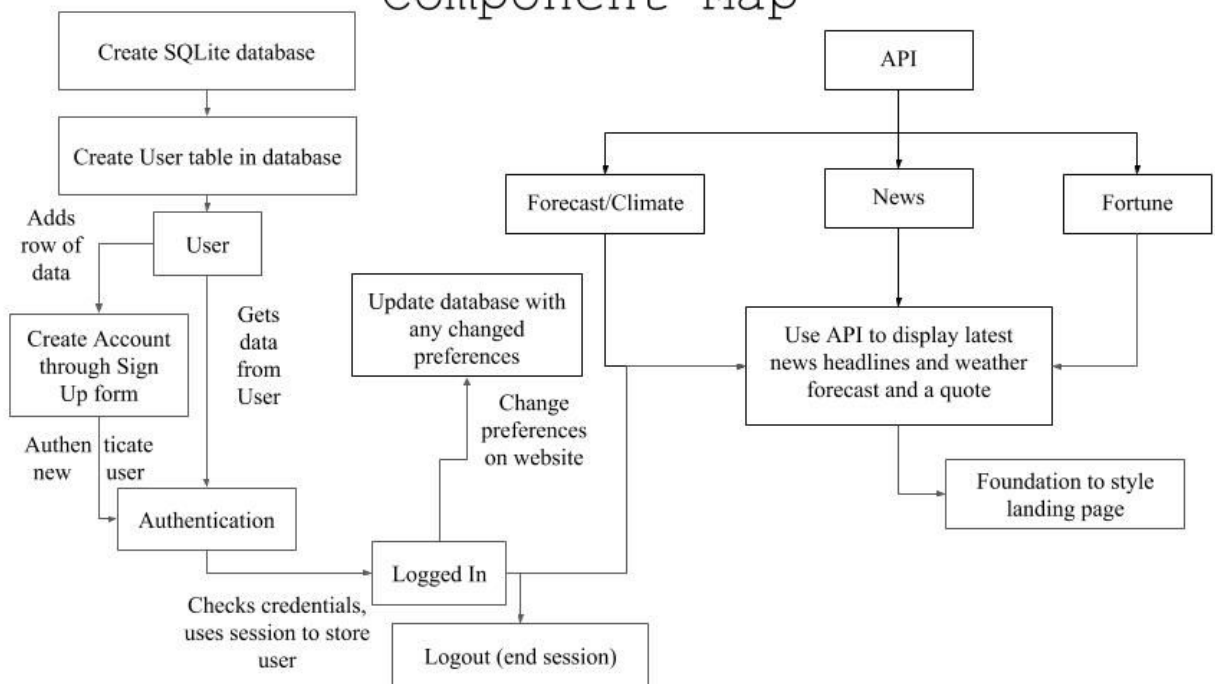 Component Map
Create SQLite database
API
Create User table in database
Forecast/Climate
News
Fortune
Adds
row of
data
User
Update database with
any changed
preferences
Gets
data
from
User
Create Account
through Sign
Up form
Use API to display latest
news headlines and weather
forecast and a quote
Change
preferences
on website
Authen ticate
new user
Foundation to style
landing page
Authentication
Logged In
Checks credentials,
uses session to store
user
Logout (end session)